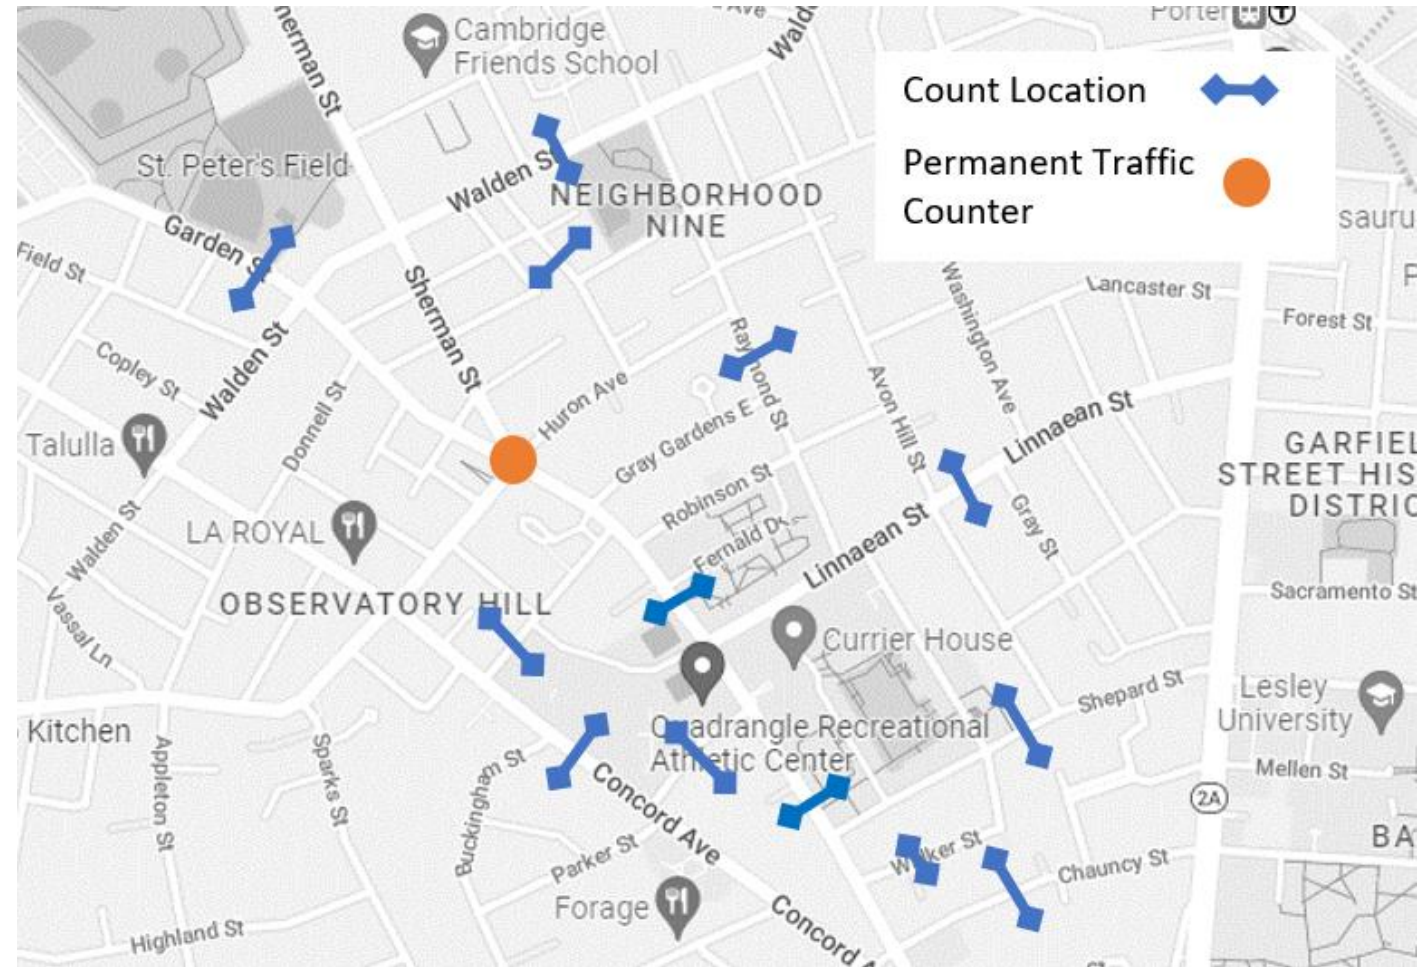 Cambridge
Friends School
Porter
Count Location
Permanent Traffic
Counter
St. Peter's Field
Walden St
NEIGHBORHOOD
NINE
Garden St
Field St
Sherman St
Washington Ave
Lancaster St
Forest St
Copley St
Walden St
Raymond St
Huron Ave
Avon Hill St
Linnaean St
Donnell St
Gray Gardens E
Talulla
GARFIEL
STREET HIS
DISTRIC
Robinson St
Walden St
LA ROYAL
Fernald Dr
Linnaean St
Gray St
Vassal Ln
OBSERVATORY HILL
Sacramento St
Currier House
Shepard St
Lesley
University
Kitchen
Quadrangle Recreational
Athletic Center
Appleton St
Sparks St
Buckingham St
Concord Ave
Mellen St
2A
Parker St
Walker St
Chauncy St
BA
Forage
Highland St
Concord A